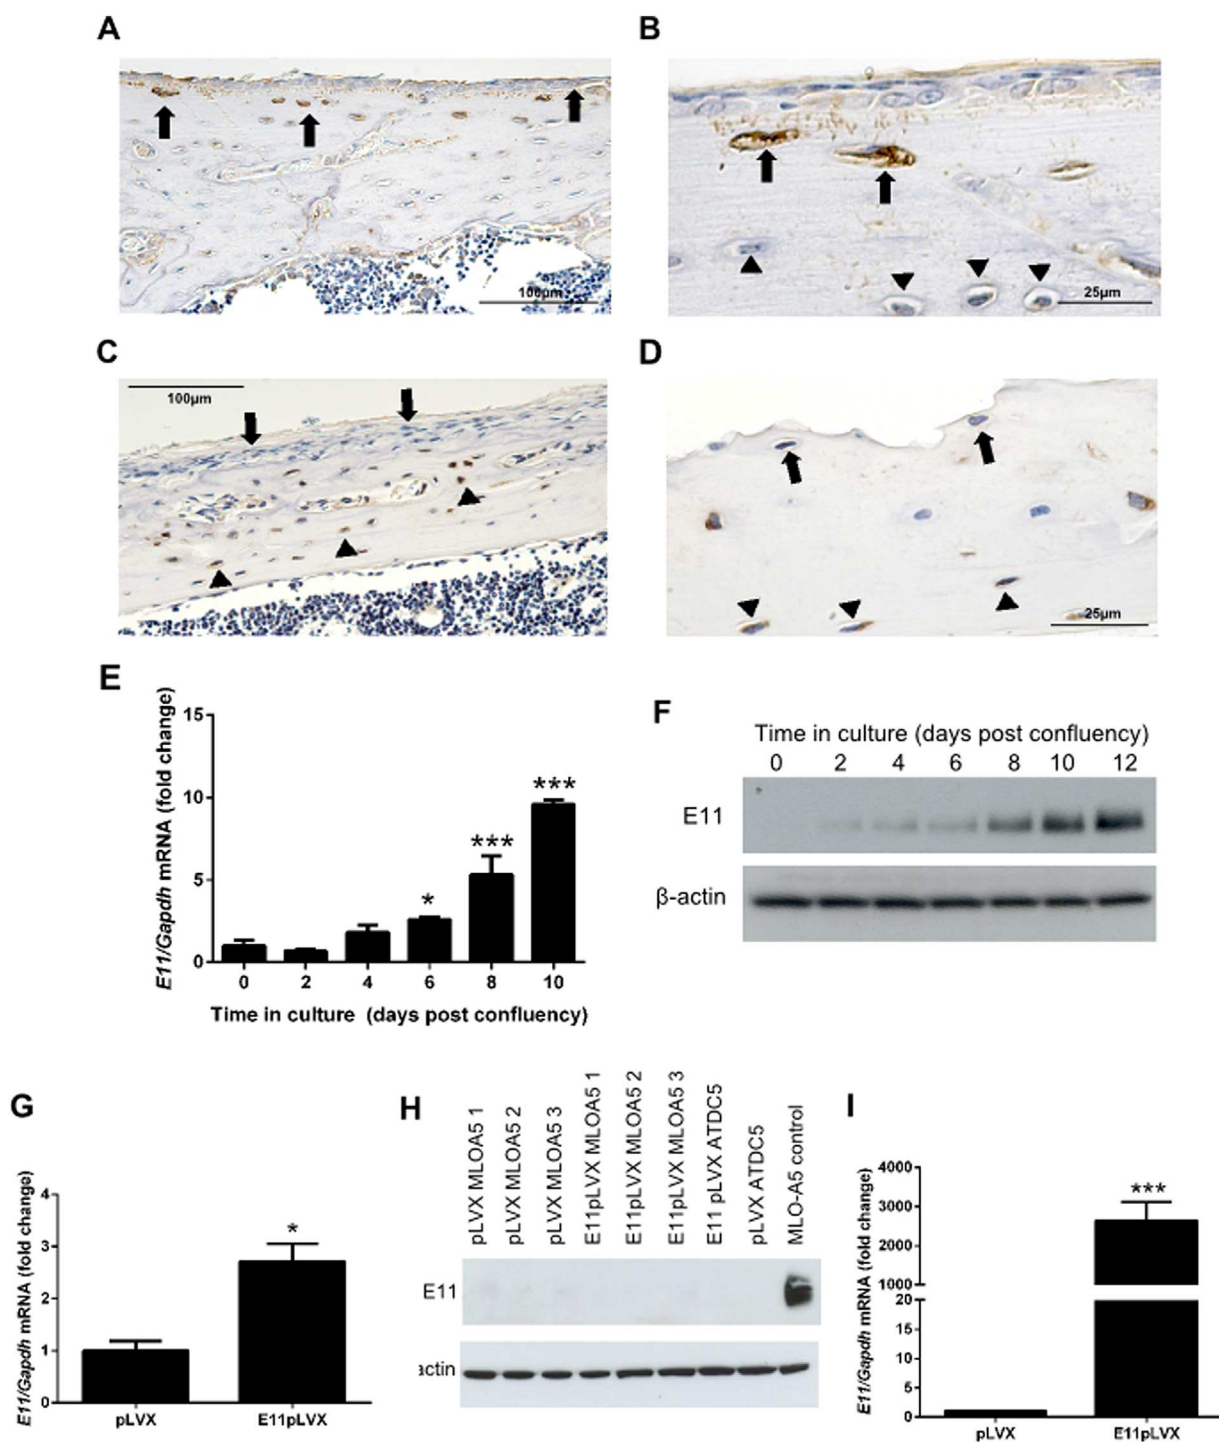 A
B
100µm
25µm
C
D
100µm
25µm
E
E11/Gapdh mRNA (fold change)
15
10
5
0
*
***
***
0 2 4 6 8 10
Time in culture (days post confluency)
F
Time in culture (days post confluency)
0 2 4 6 8 10 12
E11
β-actin
G
E11/Gapdh mRNA (fold change)
4
3
2
1
0
*
pLVX E11pLVX
H
pLVX MLOA5 1
pLVX MLOA5 2
pLVX MLOA5 3
E11pLVX MLOA5 1
E11pLVX MLOA5 2
E11pLVX MLOA5 3
E11 pLVX ATDC5
pLVX ATDC5
MLO-A5 control
E11
actin
I
E11/Gapdh mRNA (fold change)
4000
3000
2000
1000
20
15
10
5
0
***
pLVX E11pLVX